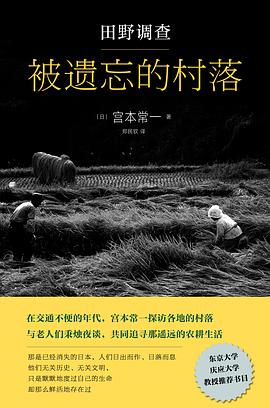 田野调查
被遗忘的村落
[日] 宫本常一 著
郑民钦 译
在交通不便的年代，宫本常一探访各地的村落
与老人们秉烛夜谈，共同追寻那遥远的农耕生活
那是已经消失的日本，人们日出而作，日落而息
他们无关历史、无关文明，
只是默默地度过自己的生命
却那么鲜活地存在过
东京大学
庆应大学
教授推荐书目